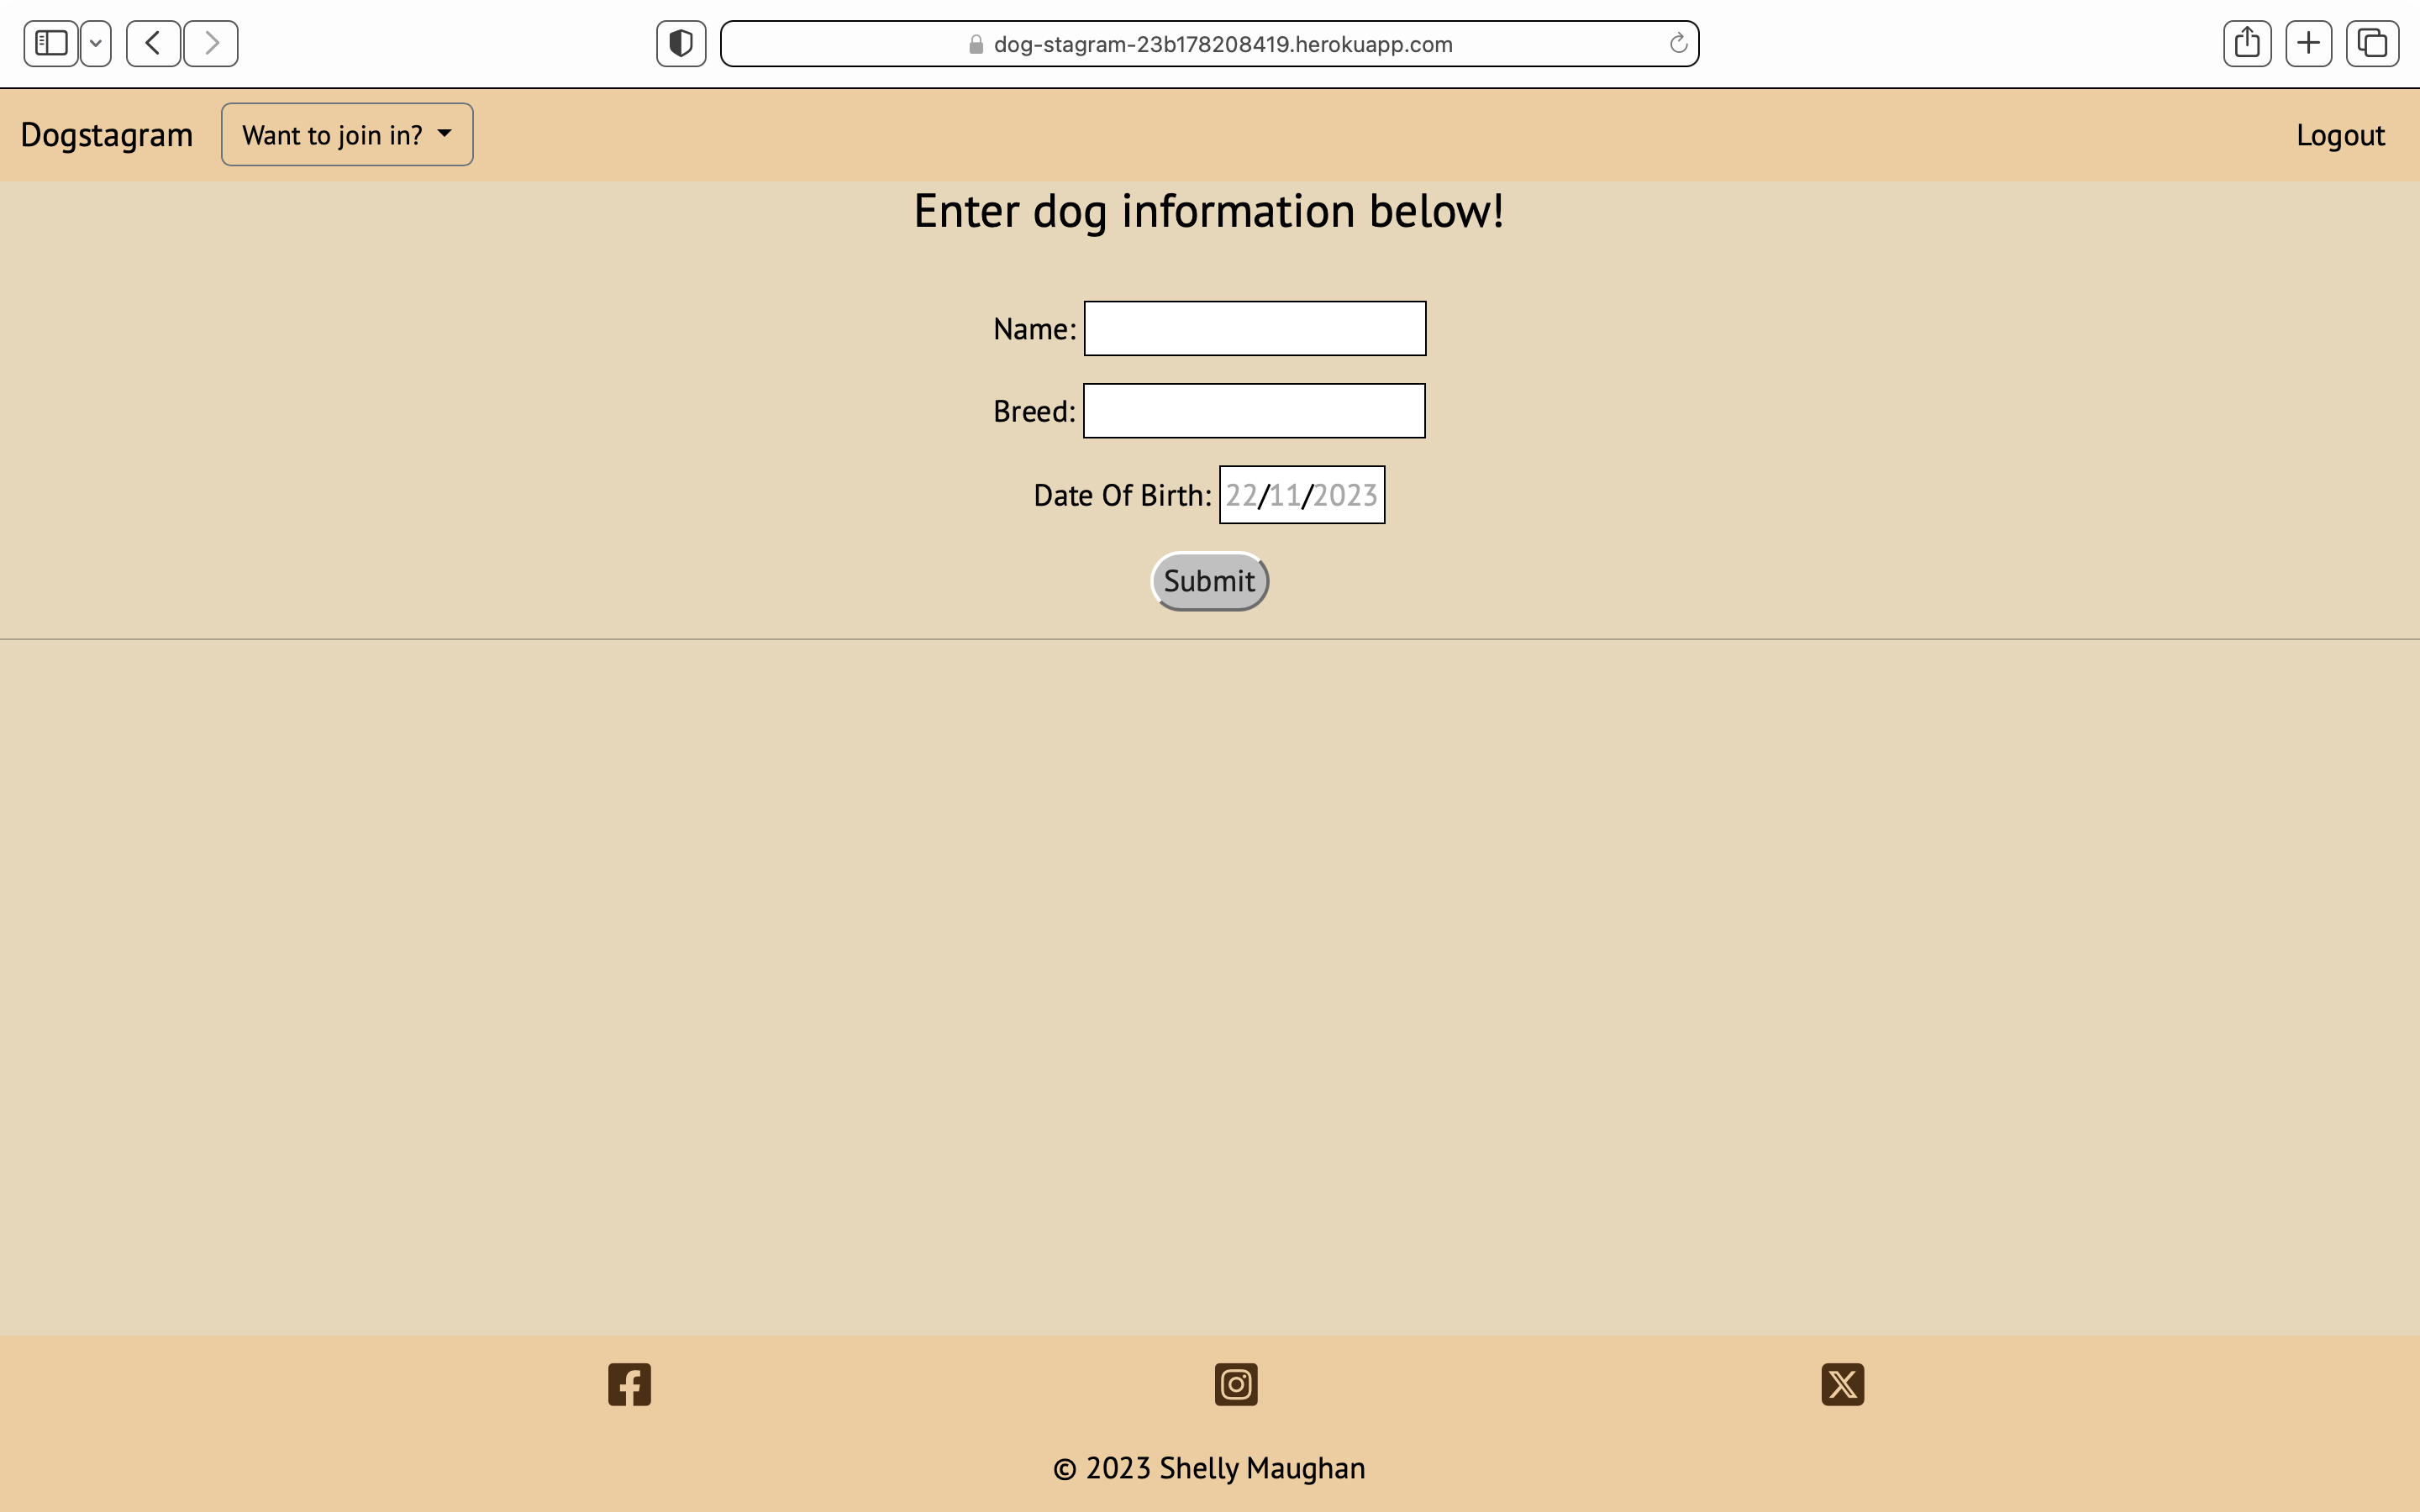 dog-stagram-23b178208419.herokuapp.com
Dogstagram Want to join in? Logout
Enter dog information below!
Name:
Breed:
Date Of Birth: 22/11/2023
Submit
© 2023 Shelly Maughan